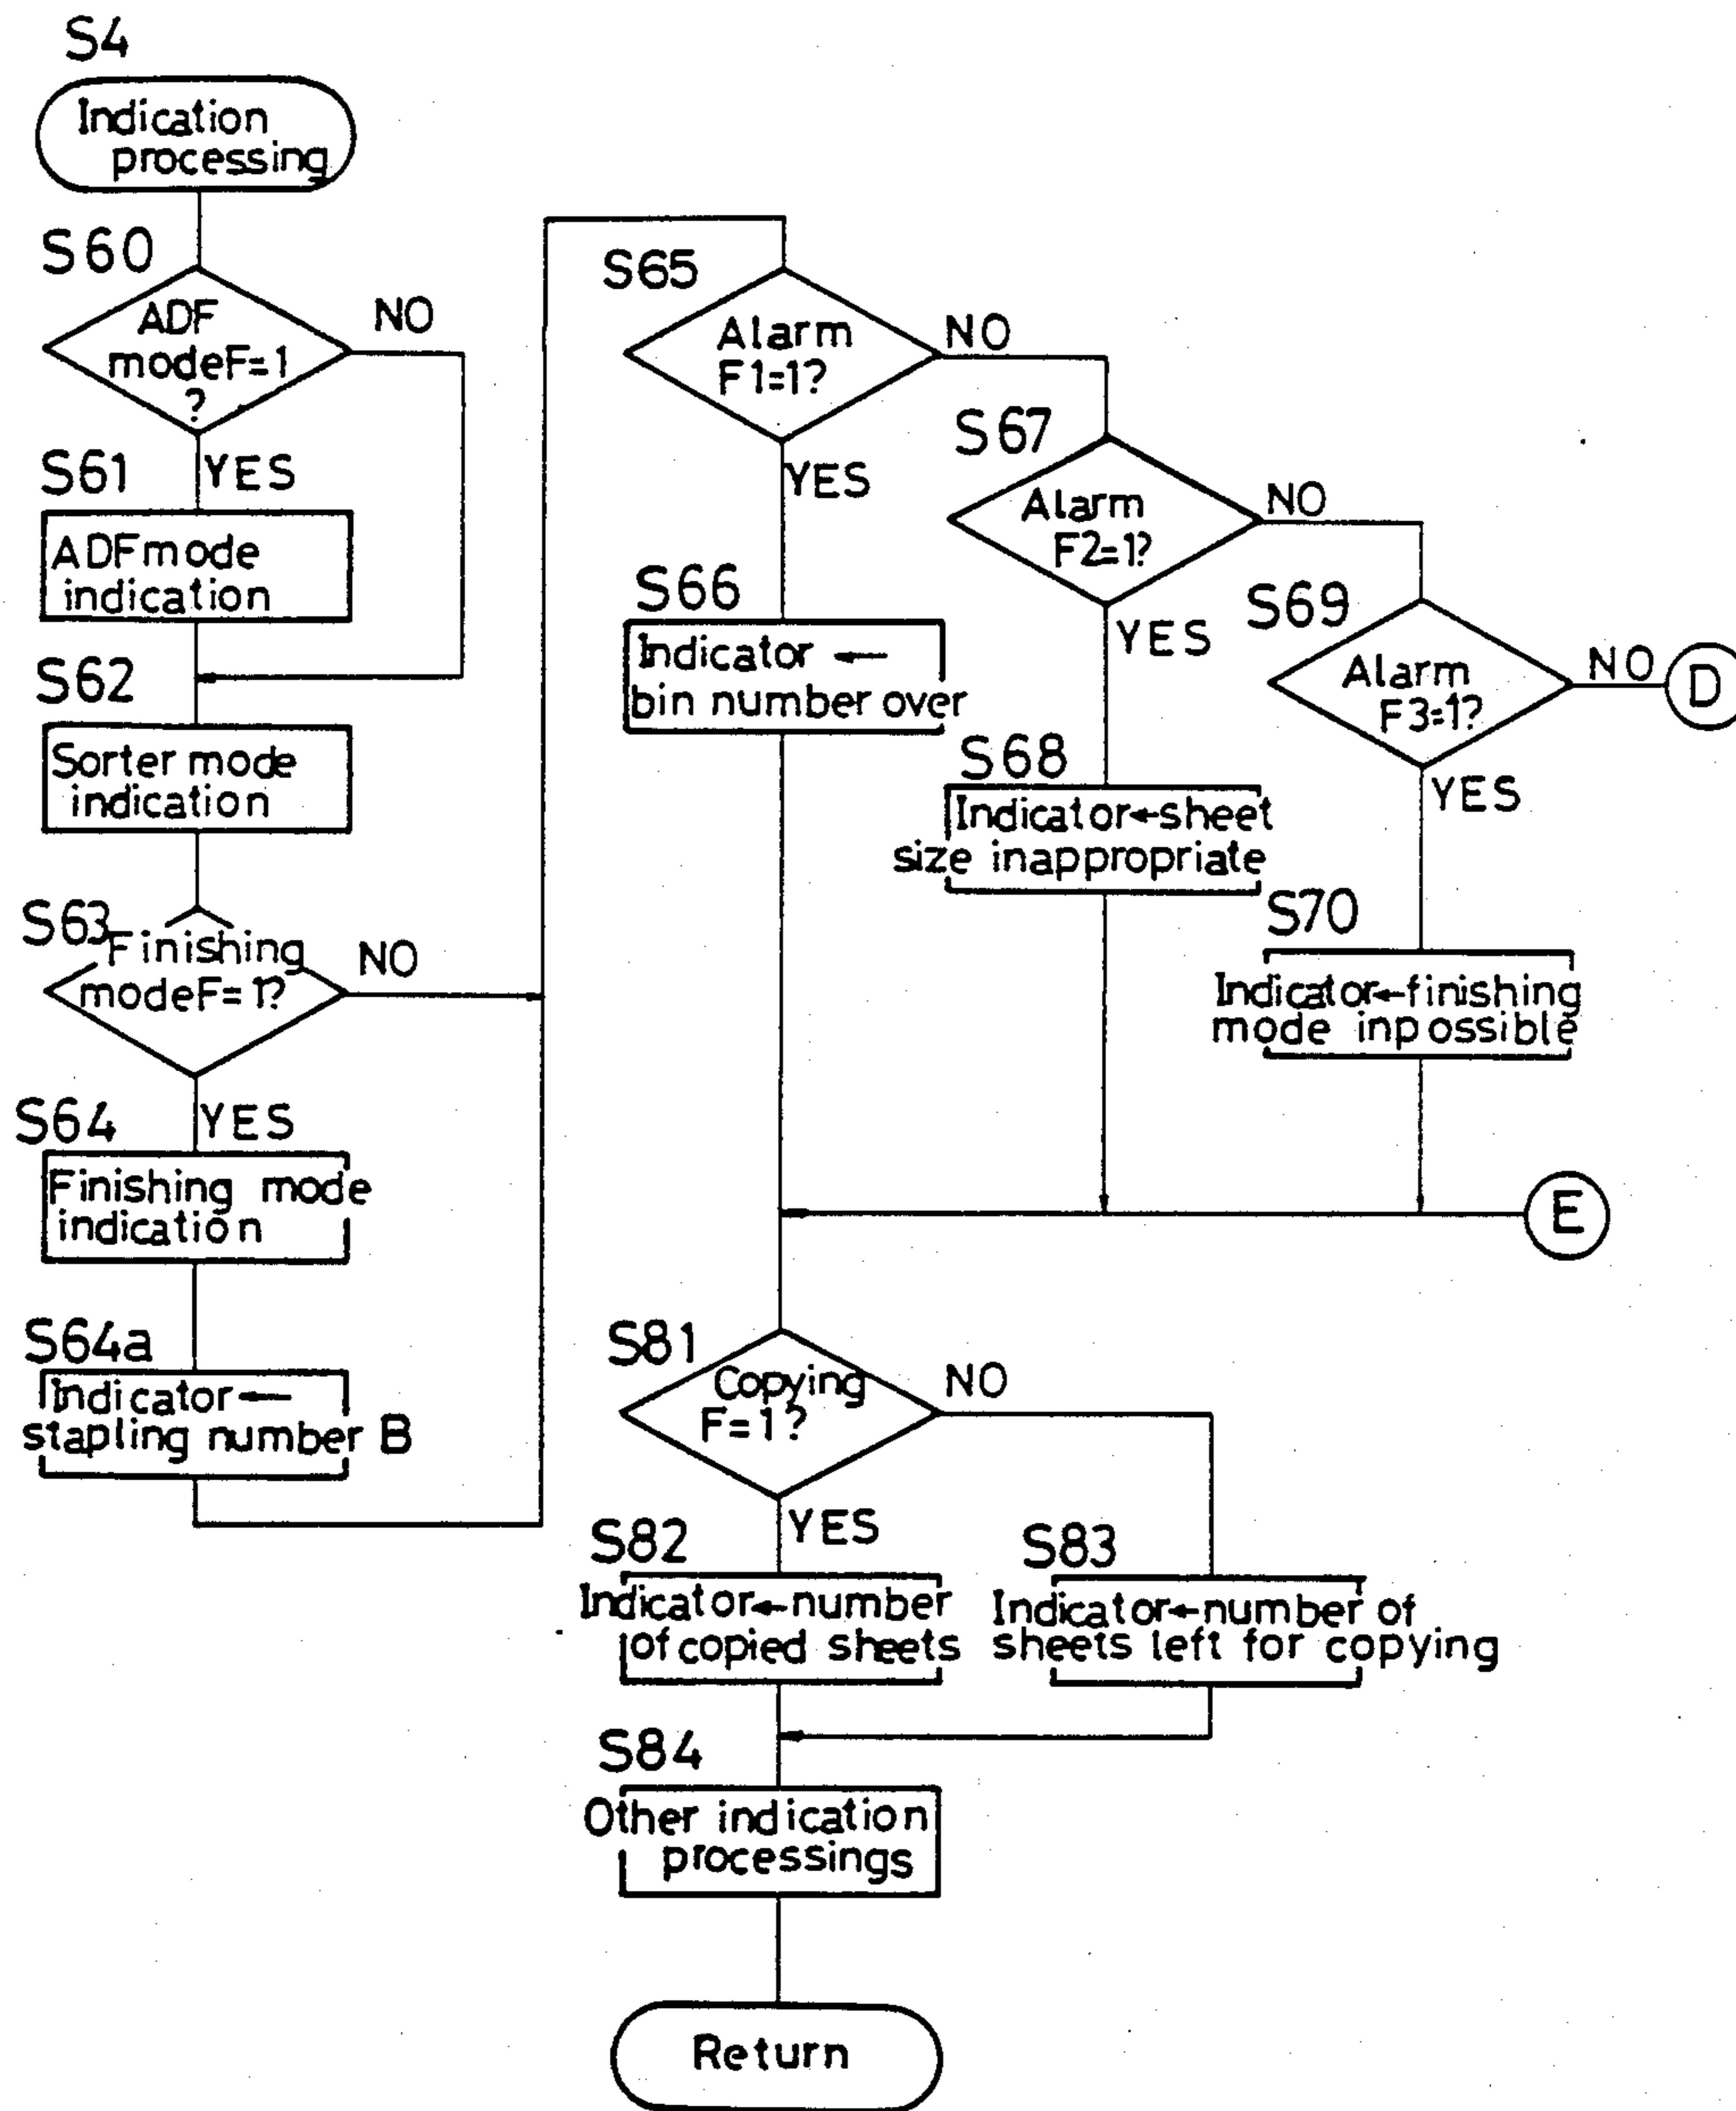 S4
Indication
processing
S60
ADF
modeF=1
?
NO
YES
S61
ADFmode
indication
S62
Sorter mode
indication
S63
Finishing
modeF=1?
NO
YES
S64
Finishing mode
indication
S64a
Indicator←
stapling number B
S65
Alarm
F1=1?
NO
YES
S66
Indicator ←
bin number over
S67
Alarm
F2=1?
NO
YES
S68
Indicator←sheet
size inappropriate
S69
Alarm
F3=1?
NO
D
YES
S70
Indicator←finishing
mode inpossible
E
S81
Copying
F=1?
NO
YES
S82
Indicator←number
of copied sheets
S83
Indicator←number of
sheets left for copying
S84
Other indication
processings
Return